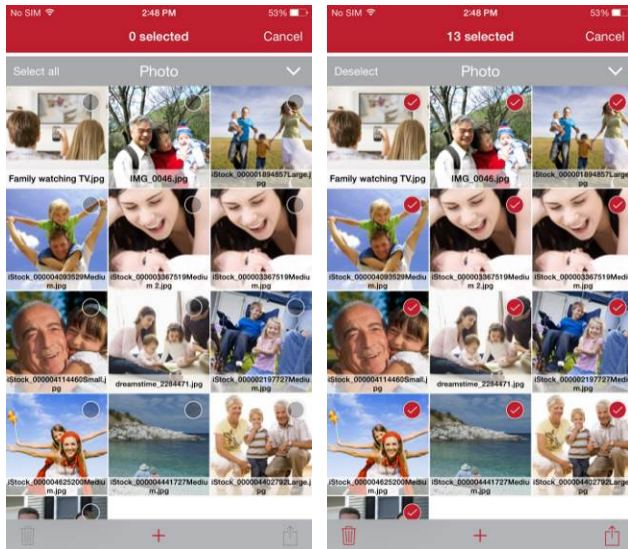 No SIM 2:48 PM 53%
0 selected Cancel
Select all Photo
Family watching TV.jpg IMG_0046.jpg iStock_000001894857Large.j
pg
iStock_000004093529Mediu iStock_000003367519Mediu iStock_000003367519Mediu
m.jpg m 2.jpg m.jpg
iStock_000004114460Small.j dreamstime_2284471.jpg iStock_000002197727Mediu
pg m.jpg
iStock_000004625200Mediu iStock_000004441727Mediu iStock_000004402792Large.j
m.jpg m.jpg pg
No SIM 2:48 PM 53%
13 selected Cancel
Deselect Photo
Family watching TV.jpg IMG_0046.jpg iStock_000001894857Large.j
pg
iStock_000004093529Mediu iStock_000003367519Mediu iStock_000003367519Mediu
m.jpg m 2.jpg m.jpg
iStock_000004114460Small.j dreamstime_2284471.jpg iStock_000002197727Mediu
pg m.jpg
iStock_000004625200Mediu iStock_000004441727Mediu iStock_000004402792Large.j
m.jpg m.jpg pg